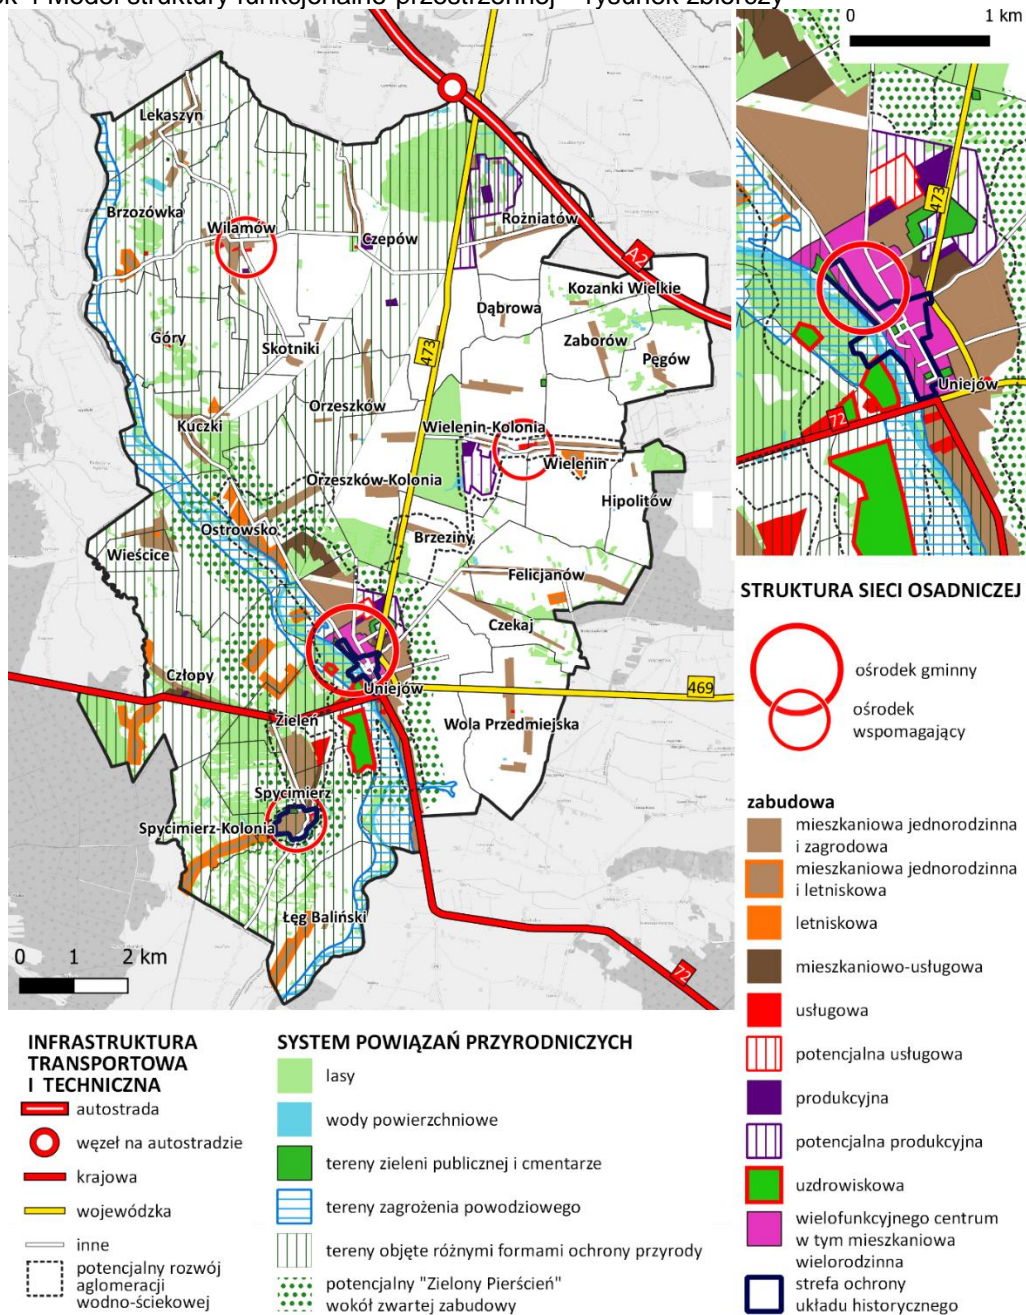 4 Model struktury funkcjonalno-przestrzennej – rysunek zbiorczy
0 1 km
Lekaszyn
Brzozówka
Wilamów
Czepów
Rożniatów
A2
473
Kozanki Wielkie
Dąbrowa
Góry
Skotniki
Zaborów
Pęgów
473
Orzeszków
Kuczki
Wielenin-Kolonia
Wielenin
Uniejów
72
Orzeszków-Kolonia
Hipolitów
Ostrowsko
Brzeziny
Wieścice
Felicjanów
Czekaj
Człopy
Uniejów
469
Zieleń
Wola Przedmiejska
Spycimierz
Spycimierz-Kolonia
Łęg Baliński
72
0 1 2 km
STRUKTURA SIECI OSADNICZEJ
ośrodek gminny
ośrodek
wspomagający
zabudowa
mieszkaniowa jednorodzinna
i zagrodowa
mieszkaniowa jednorodzinna
i letniskowa
letniskowa
mieszkaniowo-usługowa
usługowa
potencjalna usługowa
produkcyjna
potencjalna produkcyjna
uzdrowiskowa
wielofunkcyjnego centrum
w tym mieszkaniowa
wielorodzinna
strefa ochrony
układu historycznego
INFRASTRUKTURA
TRANSPORTOWA
I TECHNICZNA
autostrada
węzeł na autostradzie
krajowa
wojewódzka
inne
potencjalny rozwój
aglomeracji
wodno-ściekowej
SYSTEM POWIĄZAŃ PRZYRODNICZYCH
lasy
wody powierzchniowe
tereny zieleni publicznej i cmentarze
tereny zagrożenia powodziowego
tereny objęte różnymi formami ochrony przyrody
potencjalny "Zielony Pierścień"
wokół zwartej zabudowy